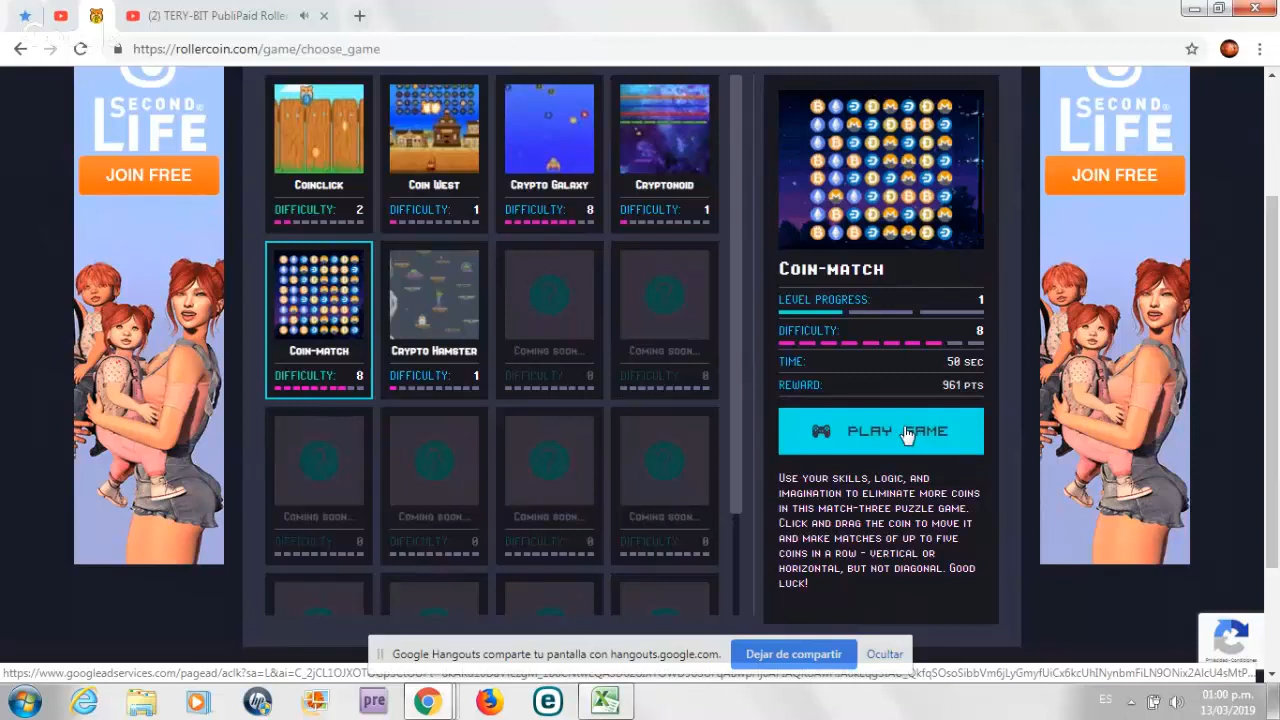 (2) TERY-BIT PubliPaid Roller
https://rollercoin.com/game/choose_game
SECOND
LIFE
JOIN FREE
Coinclick
DIFFICULTY: 2
Coin West
DIFFICULTY: 1
Crypto Galaxy
DIFFICULTY: 8
Cryptonoid
DIFFICULTY: 1
Coin-match
DIFFICULTY: 8
Crypto Hamster
DIFFICULTY: 1
Coming soon...
DIFFICULTY: 0
Coming soon...
DIFFICULTY: 0
Coming soon...
DIFFICULTY: 0
Coming soon...
DIFFICULTY: 0
Coming soon...
DIFFICULTY: 0
Coming soon...
DIFFICULTY: 0
Coin-match
LEVEL PROGRESS: 1
DIFFICULTY: 8
TIME: 50 SEC
REWARD: 961 PTS
PLAY GAME
Use your skills, logic, and
imagination to eliminate more coins
in this match-three puzzle game.
Click and drag the coin to move it
and make matches of up to five
coins in a row - vertical or
horizontal, but not diagonal. Good
luck!
SECOND
LIFE
JOIN FREE
Google Hangouts comparte tu pantalla con hangouts.google.com.
Dejar de compartir
Ocultar
pre
ES
01:00 p.m.
13/03/2019